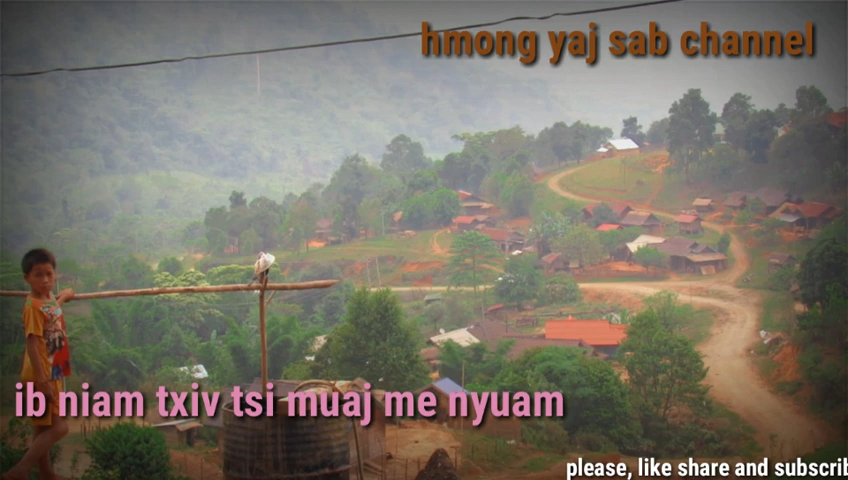 hmong yaj sab channel
ib niam txiv tsi muaj me nyuam
please, like share and subscrib